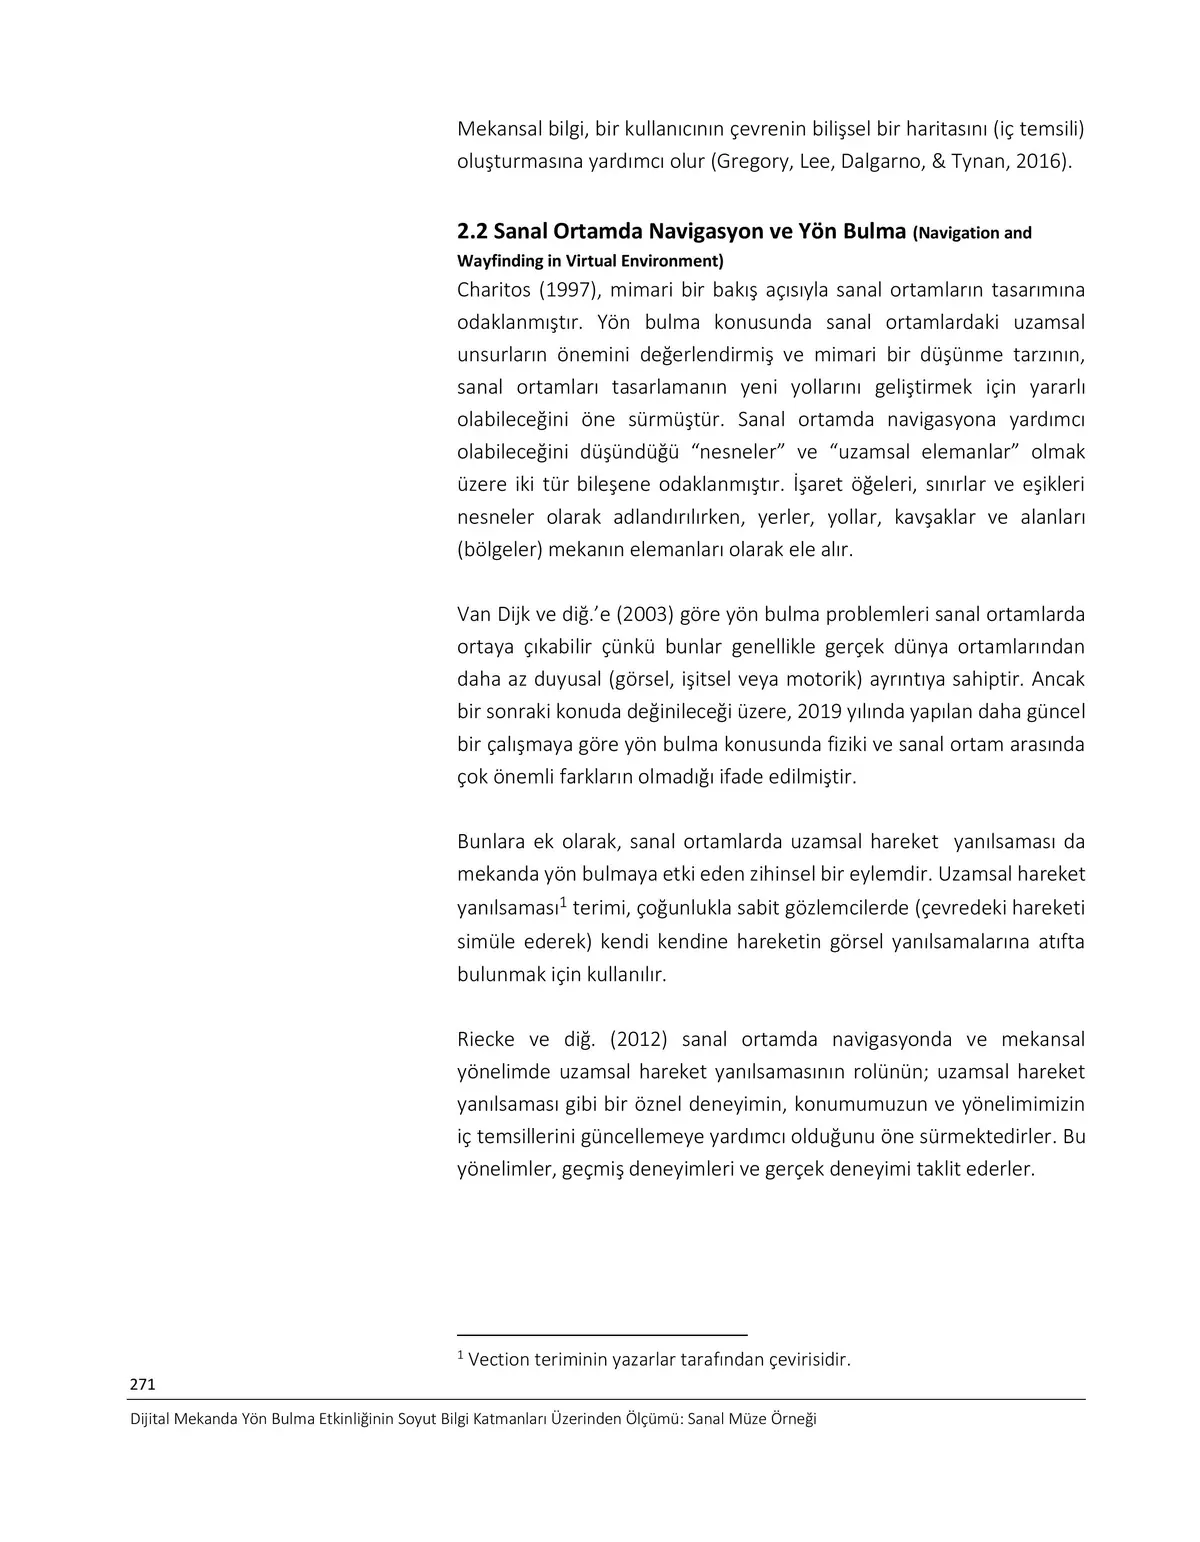 Mekansal bilgi, bir kullanıcının çevrenin bilişsel bir haritasını (iç temsili)
oluşturmasına yardımcı olur (Gregory, Lee, Dalgarno, & Tynan, 2016).
2.2 Sanal Ortamda Navigasyon ve Yön Bulma (Navigation and
Wayfinding in Virtual Environment)
Charitos (1997), mimari bir bakış açısıyla sanal ortamların tasarımına
odaklanmıştır. Yön bulma konusunda sanal ortamlardaki uzamsal
unsurların önemini değerlendirmiş ve mimari bir düşünme tarzının,
sanal ortamları tasarlamanın yeni yollarını geliştirmek için yararlı
olabileceğini öne sürmüştür. Sanal ortamda navigasyona yardımcı
olabileceğini düşündüğü “nesneler” ve “uzamsal elemanlar” olmak
üzere iki tür bileşene odaklanmıştır. İşaret öğeleri, sınırlar ve eşikleri
nesneler olarak adlandırılırken, yerler, yollar, kavşaklar ve alanları
(bölgeler) mekanın elemanları olarak ele alır.
Van Dijk ve diğ.’e (2003) göre yön bulma problemleri sanal ortamlarda
ortaya çıkabilir çünkü bunlar genellikle gerçek dünya ortamlarından
daha az duyusal (görsel, işitsel veya motorik) ayrıntıya sahiptir. Ancak
bir sonraki konuda değinileceği üzere, 2019 yılında yapılan daha güncel
bir çalışmaya göre yön bulma konusunda fiziki ve sanal ortam arasında
çok önemli farkların olmadığı ifade edilmiştir.
Bunlara ek olarak, sanal ortamlarda uzamsal hareket yanılsaması da
mekanda yön bulmaya etki eden zihinsel bir eylemdir. Uzamsal hareket
yanılsaması1 terimi, çoğunlukla sabit gözlemcilerde (çevredeki hareketi
simüle ederek) kendi kendine hareketin görsel yanılsamalarına atıfta
bulunmak için kullanılır.
Riecke ve diğ. (2012) sanal ortamda navigasyonda ve mekansal
yönelimde uzamsal hareket yanılsamasının rolünün; uzamsal hareket
yanılsaması gibi bir öznel deneyimin, konumumuzun ve yönelimimizin
iç temsillerini güncellemeye yardımcı olduğunu öne sürmektedirler. Bu
yönelimler, geçmiş deneyimleri ve gerçek deneyimi taklit ederler.
1 Vection teriminin yazarlar tarafından çevirisidir.
271
Dijital Mekanda Yön Bulma Etkinliğinin Soyut Bilgi Katmanları Üzerinden Ölçümü: Sanal Müze Örneği